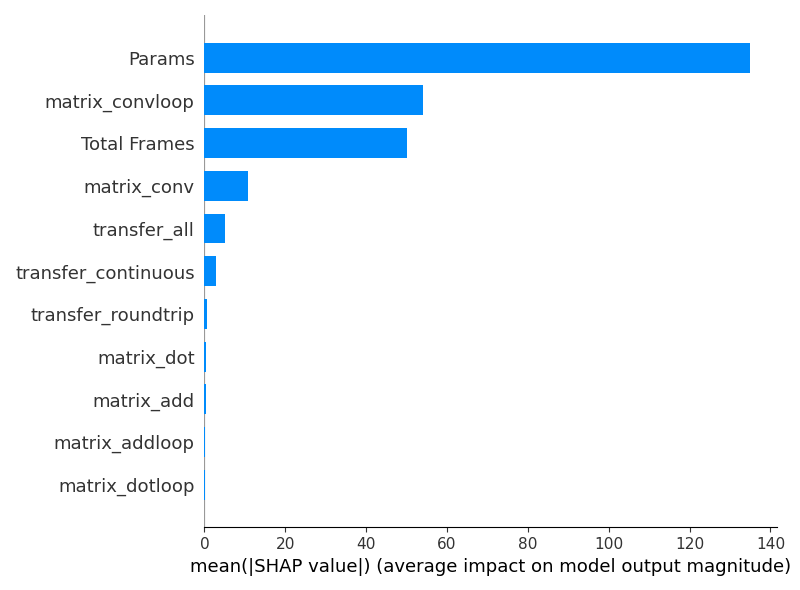 Params
matrix_convloop
Total Frames
matrix_conv
transfer_all
transfer_continuous
transfer_roundtrip
matrix_dot
matrix_add
matrix_addloop
matrix_dotloop
0 20 40 60 80 100 120 140
mean(|SHAP value|) (average impact on model output magnitude)